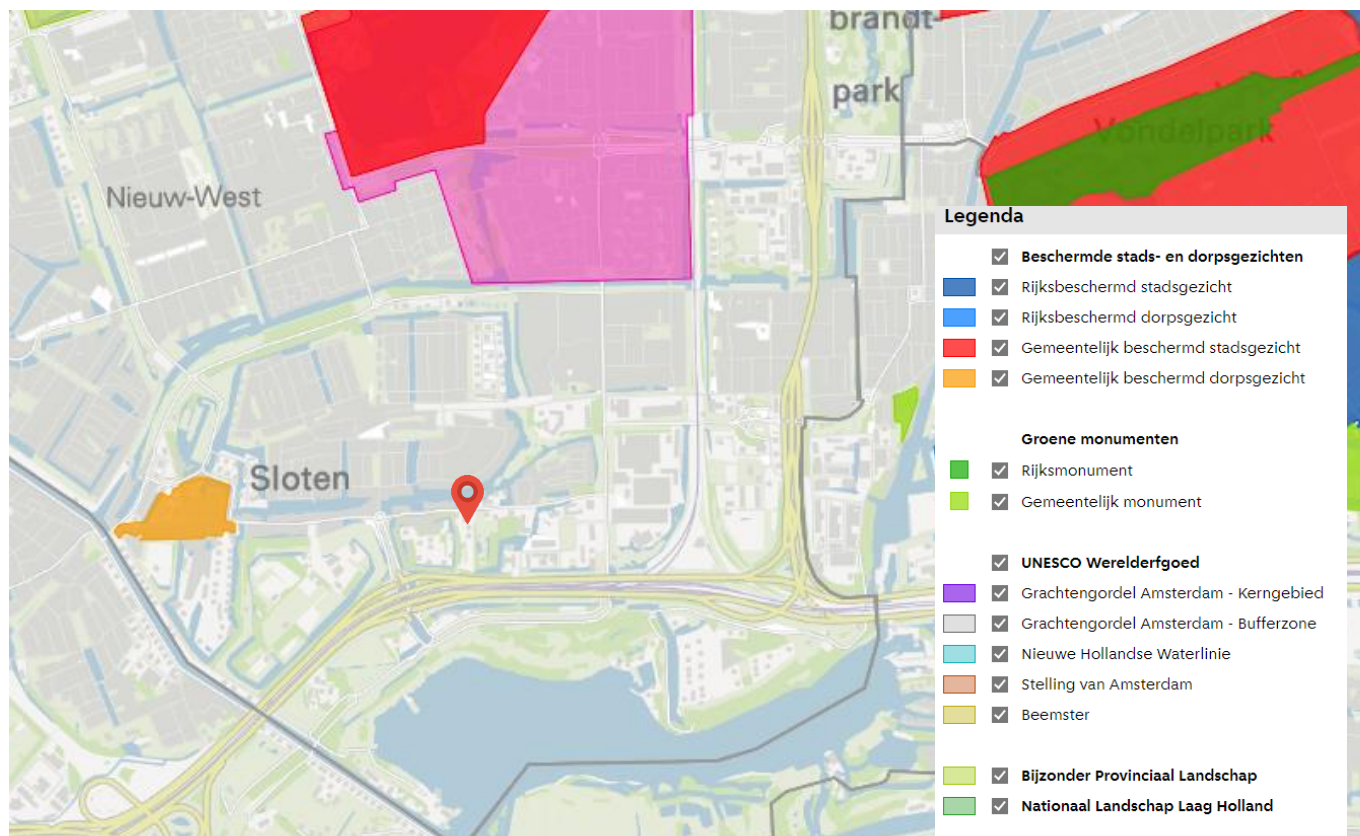 brandt-
park
Vondelpark
Nieuw-West
Sloten
Legenda
Beschermde stads- en dorpsgezichten
Rijksbeschermd stadsgezicht
Rijksbeschermd dorpsgezicht
Gemeentelijk beschermd stadsgezicht
Gemeentelijk beschermd dorpsgezicht
Groene monumenten
Rijksmonument
Gemeentelijk monument
UNESCO Werelderfgoed
Grachtengordel Amsterdam - Kerngebied
Grachtengordel Amsterdam - Bufferzone
Nieuwe Hollandse Waterlinie
Stelling van Amsterdam
Beemster
Bijzonder Provinciaal Landschap
Nationaal Landschap Laag Holland